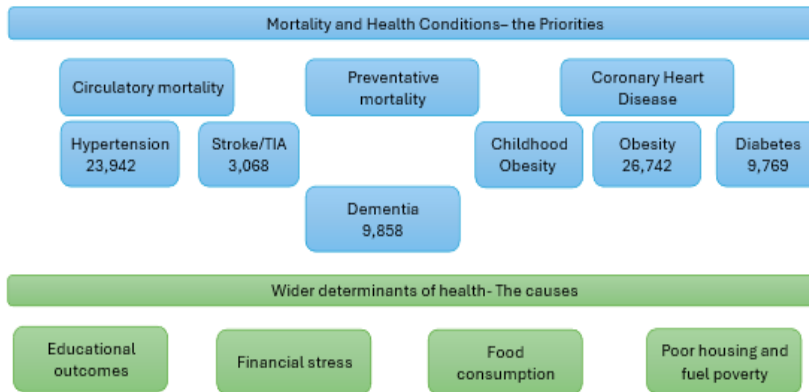 Mortality and Health Conditions– the Priorities
Circulatory mortality
Preventative
mortality
Coronary Heart
Disease
Hypertension
23,942
Stroke/TIA
3,068
Childhood
Obesity
Obesity
26,742
Diabetes
9,769
Dementia
9,858
Wider determinants of health- The causes
Educational
outcomes
Financial stress
Food
consumption
Poor housing and
fuel poverty